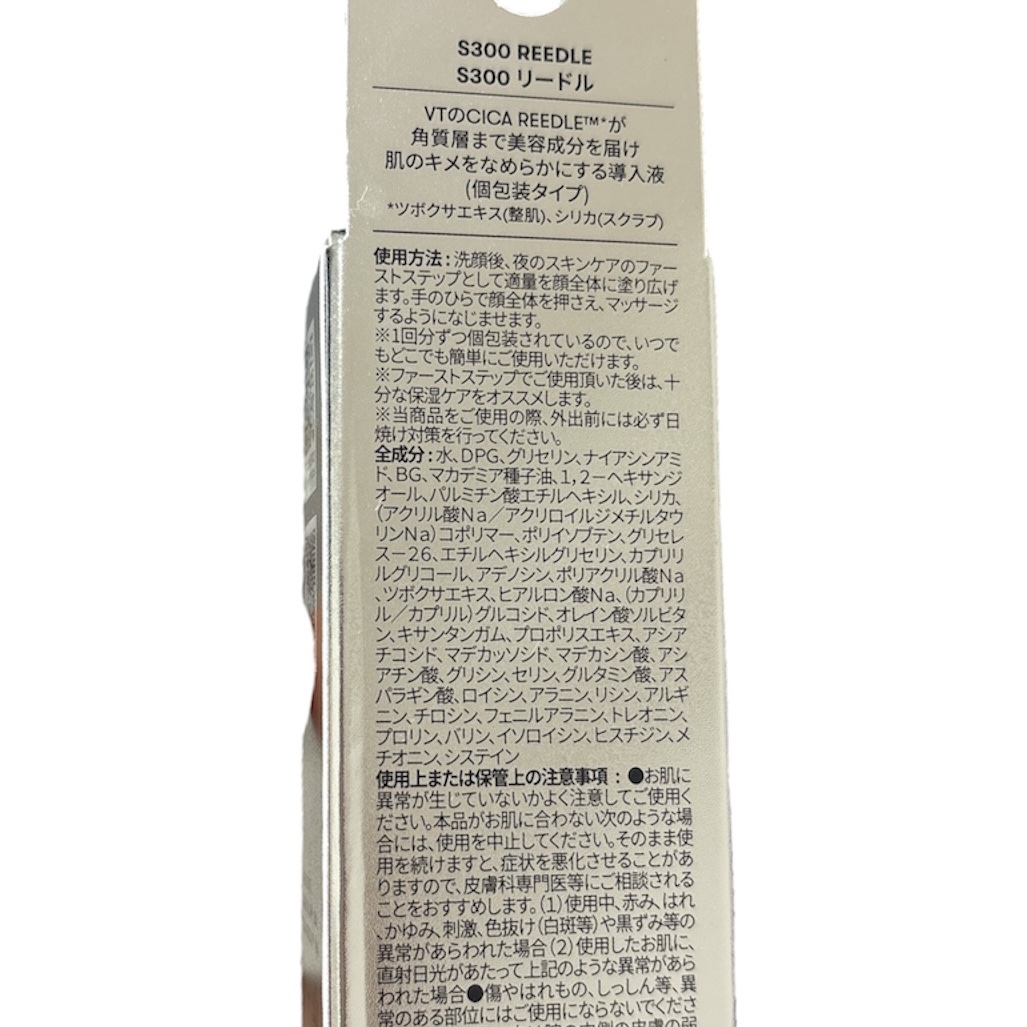 S300 REEDLE
S300 リードル
VTのCICA REEDLE™*が
角質層まで美容成分を届け
肌のキメをなめらかにする導入液
(個包装タイプ)
*ツボクサエキス(整肌)、シリカ(スクラブ)
使用方法：洗顔後、夜のスキンケアのファー
ストステップとして適量を顔全体に塗り広げ
ます。手のひらで顔全体を押さえ、マッサージ
するようになじませます。
※1回分ずつ個包装されているので、いつで
もどこでも簡単にご使用いただけます。
※ファーストステップでご使用頂いた後は、十
分な保湿ケアをオススメします。
※当商品をご使用の際、外出前には必ず日
焼け対策を行ってください。
全成分：水、DPG、グリセリン、ナイアシンアミ
ド、BG、マカデミア種子油、1,2－ヘキサンジ
オール、パルミチン酸エチルヘキシル、シリカ、
（アクリル酸Na／アクリロイルジメチルタウ
リンNa）コポリマー、ポリイソブテン、グリセレ
ス－26、エチルヘキシルグリセリン、カプリリ
ルグリコール、アデノシン、ポリアクリル酸Na
、ツボクサエキス、ヒアルロン酸Na、（カプリリ
ル／カプリル）グルコシド、オレイン酸ソルビタ
ン、キサンタンガム、プロポリスエキス、アシア
チコシド、マデカッソシド、マデカシン酸、アシ
アチン酸、グリシン、セリン、グルタミン酸、アス
パラギン酸、ロイシン、アラニン、リシン、アルギ
ニン、チロシン、フェニルアラニン、トレオニン、
プロリン、バリン、イソロイシン、ヒスチジン、メ
チオニン、システイン
使用上または保管上の注意事項：●お肌に
異常が生じていないかよく注意してご使用く
ださい。本品がお肌に合わない次のような場
合には、使用を中止してください。そのまま使
用を続けますと、症状を悪化させることがあ
りますので、皮膚科専門医等にご相談される
ことをおすすめします。（1）使用中、赤み、はれ
、かゆみ、刺激、色抜け（白斑等）や黒ずみ等の
異常があらわれた場合（2）使用したお肌に、
直射日光があたって上記のような異常があら
われた場合●傷やはれもの、しっしん等、異
常のある部位にはご使用にならないでくださ